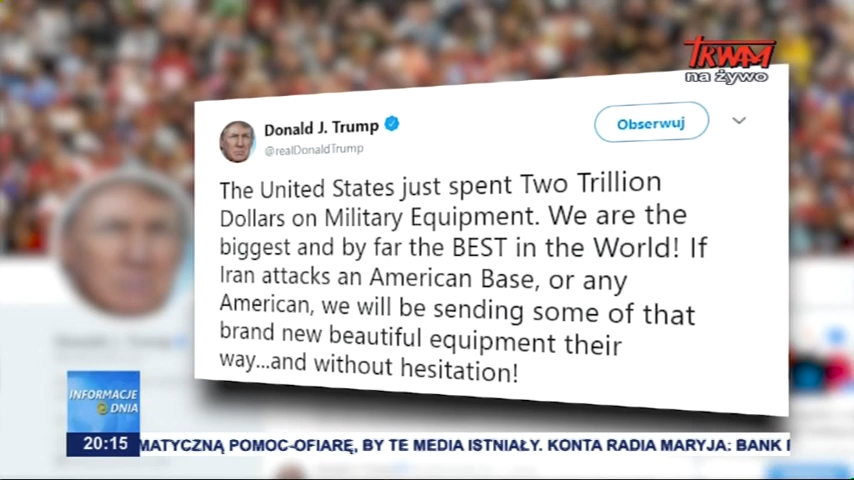 TRWAM
na żywo
Donald J. Trump
@realDonaldTrump
Obserwuj
The United States just spent Two Trillion
Dollars on Military Equipment. We are the
biggest and by far the BEST in the World! If
Iran attacks an American Base, or any
American, we will be sending some of that
brand new beautiful equipment their
way...and without hesitation!
INFORMACJE
DNIA
20:15
MATYCZNĄ POMOC-OFIARĘ, BY TE MEDIA ISTNIAŁY. KONTA RADIA MARYJA: BANK